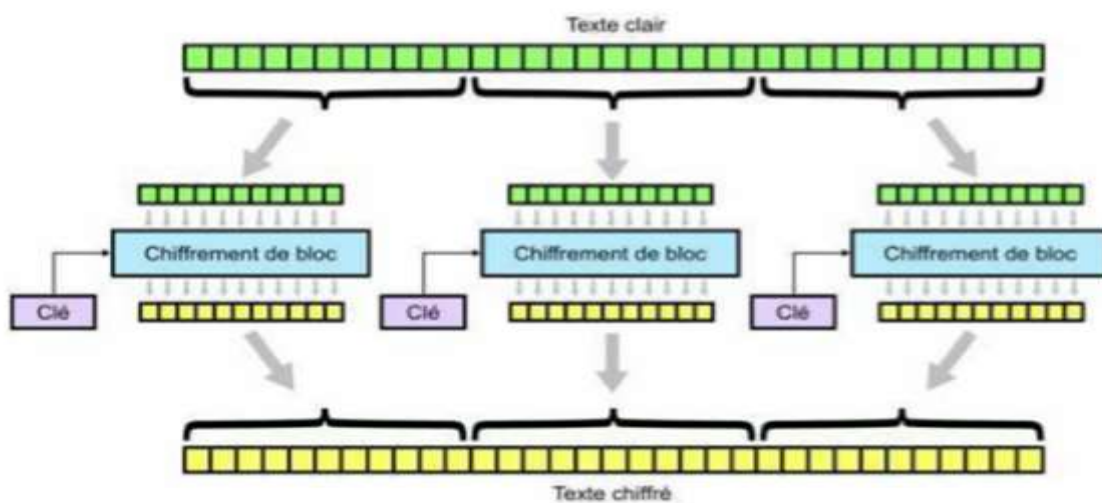 Texte clair
Chiffrement de bloc
Chiffrement de bloc
Chiffrement de bloc
Clé
Clé
Clé
Texte chiffré